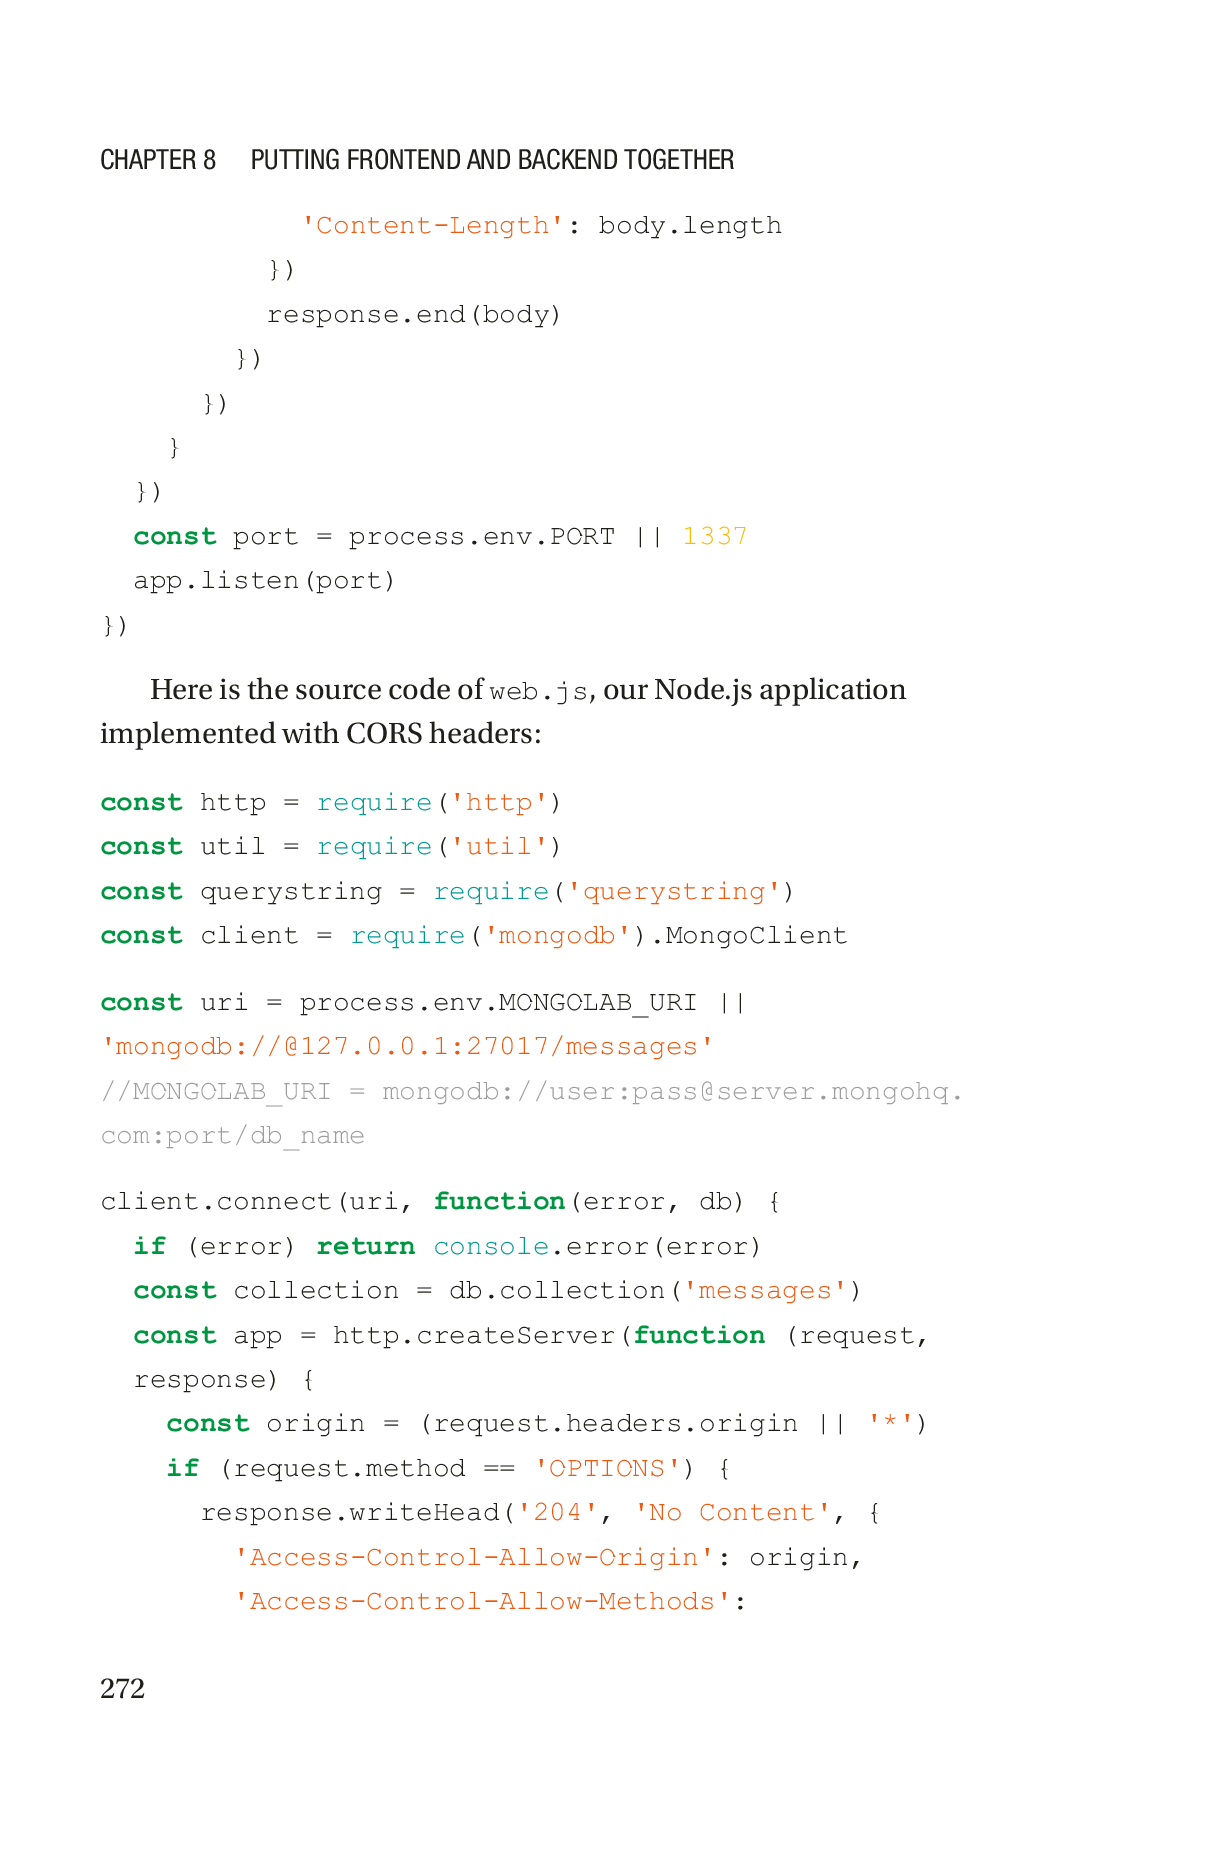 CHAPTER 8 PUTTING FRONTEND AND BACKEND TOGETHER
            'Content-Length': body.length
          })
          response.end(body)
        })
      })
    }
  })
  const port = process.env.PORT || 1337
  app.listen(port)
})
Here is the source code of web.js, our Node.js application
implemented with CORS headers:
const http = require('http')
const util = require('util')
const querystring = require('querystring')
const client = require('mongodb').MongoClient
const uri = process.env.MONGOLAB_URI ||
'mongodb://@127.0.0.1:27017/messages'
//MONGOLAB_URI = mongodb://user:pass@server.mongohq.
com:port/db_name
client.connect(uri, function(error, db) {
  if (error) return console.error(error)
  const collection = db.collection('messages')
  const app = http.createServer(function (request,
  response) {
    const origin = (request.headers.origin || '*')
    if (request.method == 'OPTIONS') {
      response.writeHead('204', 'No Content', {
        'Access-Control-Allow-Origin': origin,
        'Access-Control-Allow-Methods':
272